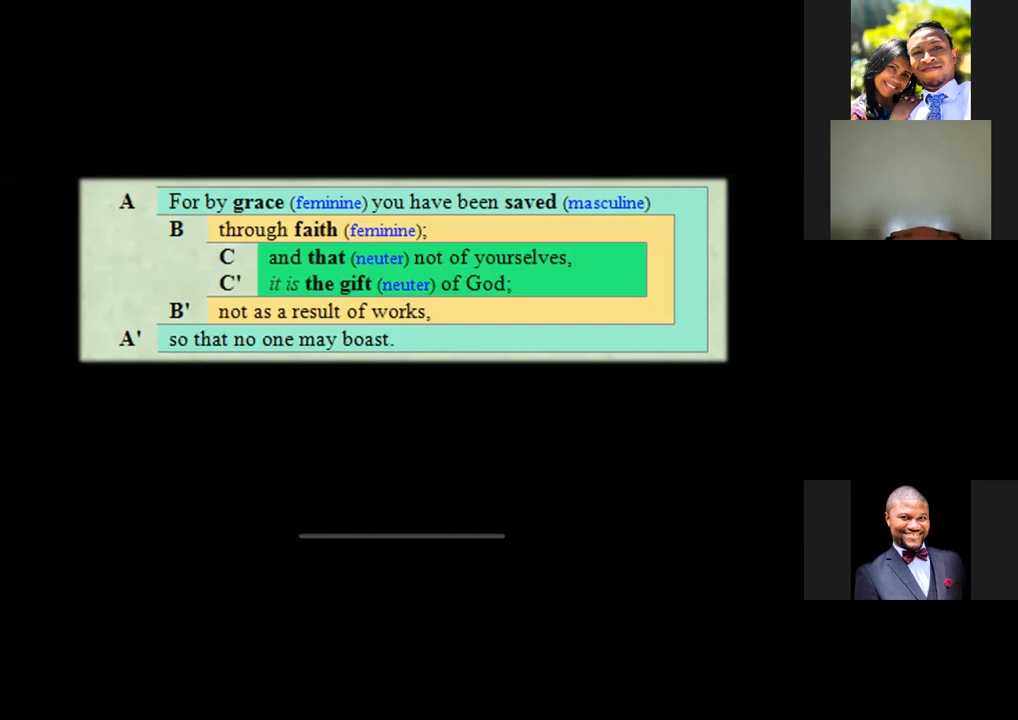 A For by grace (feminine) you have been saved (masculine)
B through faith (feminine);
C and that (neuter) not of yourselves,
C' it is the gift (neuter) of God;
B' not as a result of works,
A' so that no one may boast.